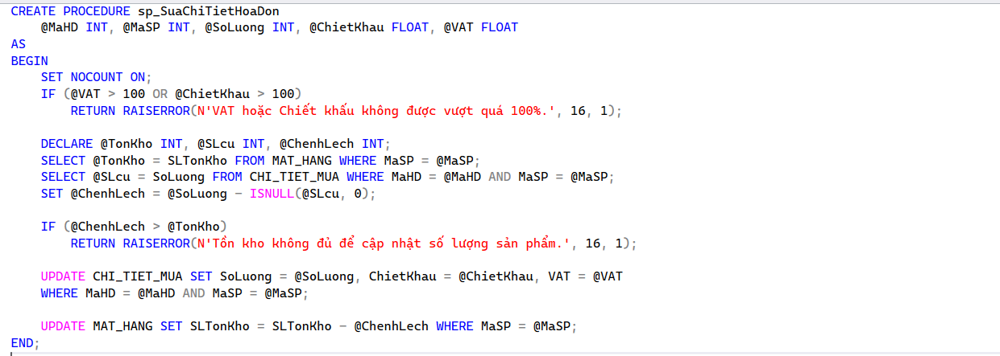 CREATE PROCEDURE sp_SuaChiTietHoaDon
    @MaHD INT, @MaSP INT, @SoLuong INT, @ChietKhau FLOAT, @VAT FLOAT
AS
BEGIN
    SET NOCOUNT ON;
    IF (@VAT > 100 OR @ChietKhau > 100)
        RETURN RAISERROR(N'VAT hoặc Chiết khấu không được vượt quá 100%.', 16, 1);

    DECLARE @TonKho INT, @SLcu INT, @ChenhLech INT;
    SELECT @TonKho = SLTonKho FROM MAT_HANG WHERE MaSP = @MaSP;
    SELECT @SLcu = SoLuong FROM CHI_TIET_MUA WHERE MaHD = @MaHD AND MaSP = @MaSP;
    SET @ChenhLech = @SoLuong - ISNULL(@SLcu, 0);

    IF (@ChenhLech > @TonKho)
        RETURN RAISERROR(N'Tồn kho không đủ để cập nhật số lượng sản phẩm.', 16, 1);

    UPDATE CHI_TIET_MUA SET SoLuong = @SoLuong, ChietKhau = @ChietKhau, VAT = @VAT
    WHERE MaHD = @MaHD AND MaSP = @MaSP;

    UPDATE MAT_HANG SET SLTonKho = SLTonKho - @ChenhLech WHERE MaSP = @MaSP;
END;